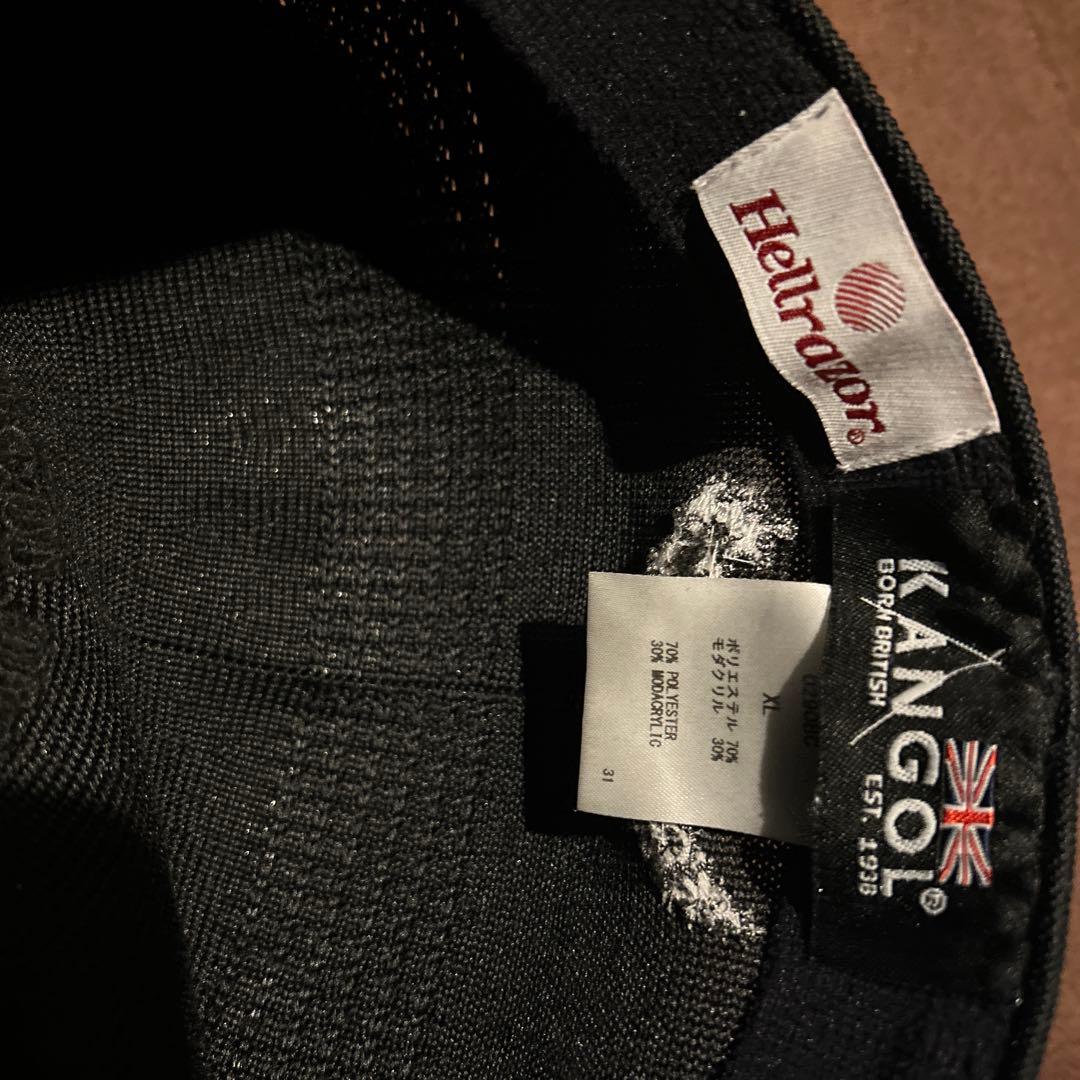 Hellrazor®
KANGOL®
BORN BRITISH
EST. 1938
XL
ポリエステル 70%
モダクリル 30%
70% POLYESTER
30% MODACRYLIC
31